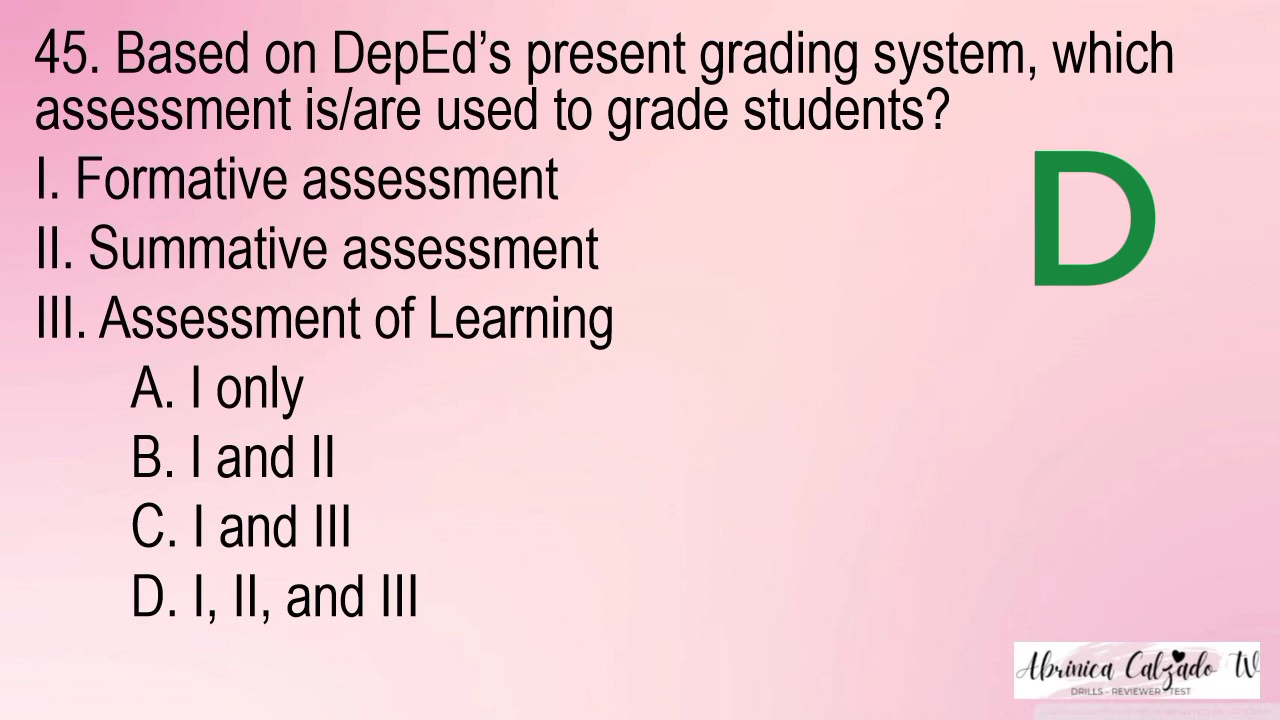 45. Based on DepEd’s present grading system, which
assessment is/are used to grade students?
I. Formative assessment
II. Summative assessment
III. Assessment of Learning
A. I only
B. I and II
C. I and III
D. I, II, and III
D
Abrinica Calzado TV
DRILLS - REVIEWER - TEST